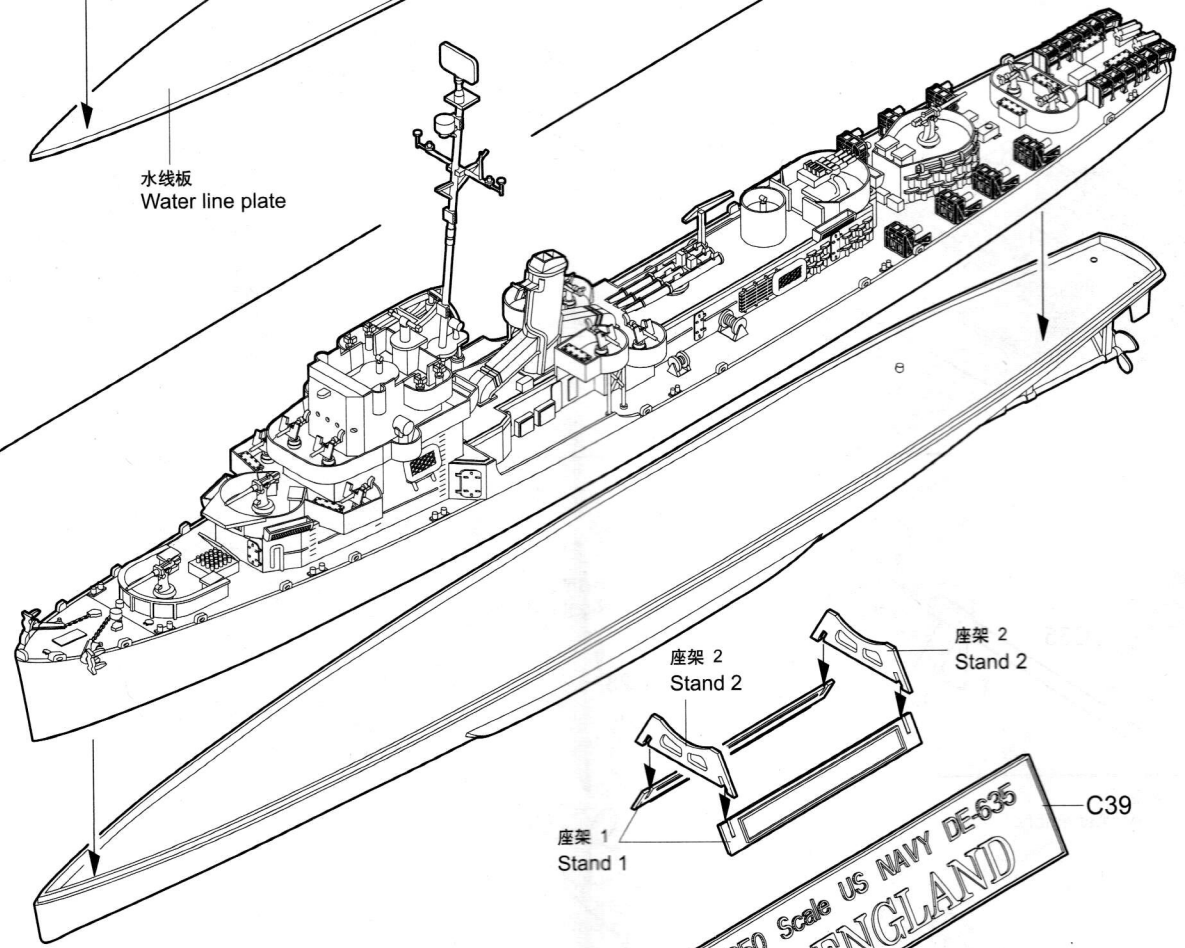 水线板
Water line plate
座架 2
Stand 2
座架 2
Stand 2
座架 1
Stand 1
C39
Scale US NAVY DE-635
ENGLAND